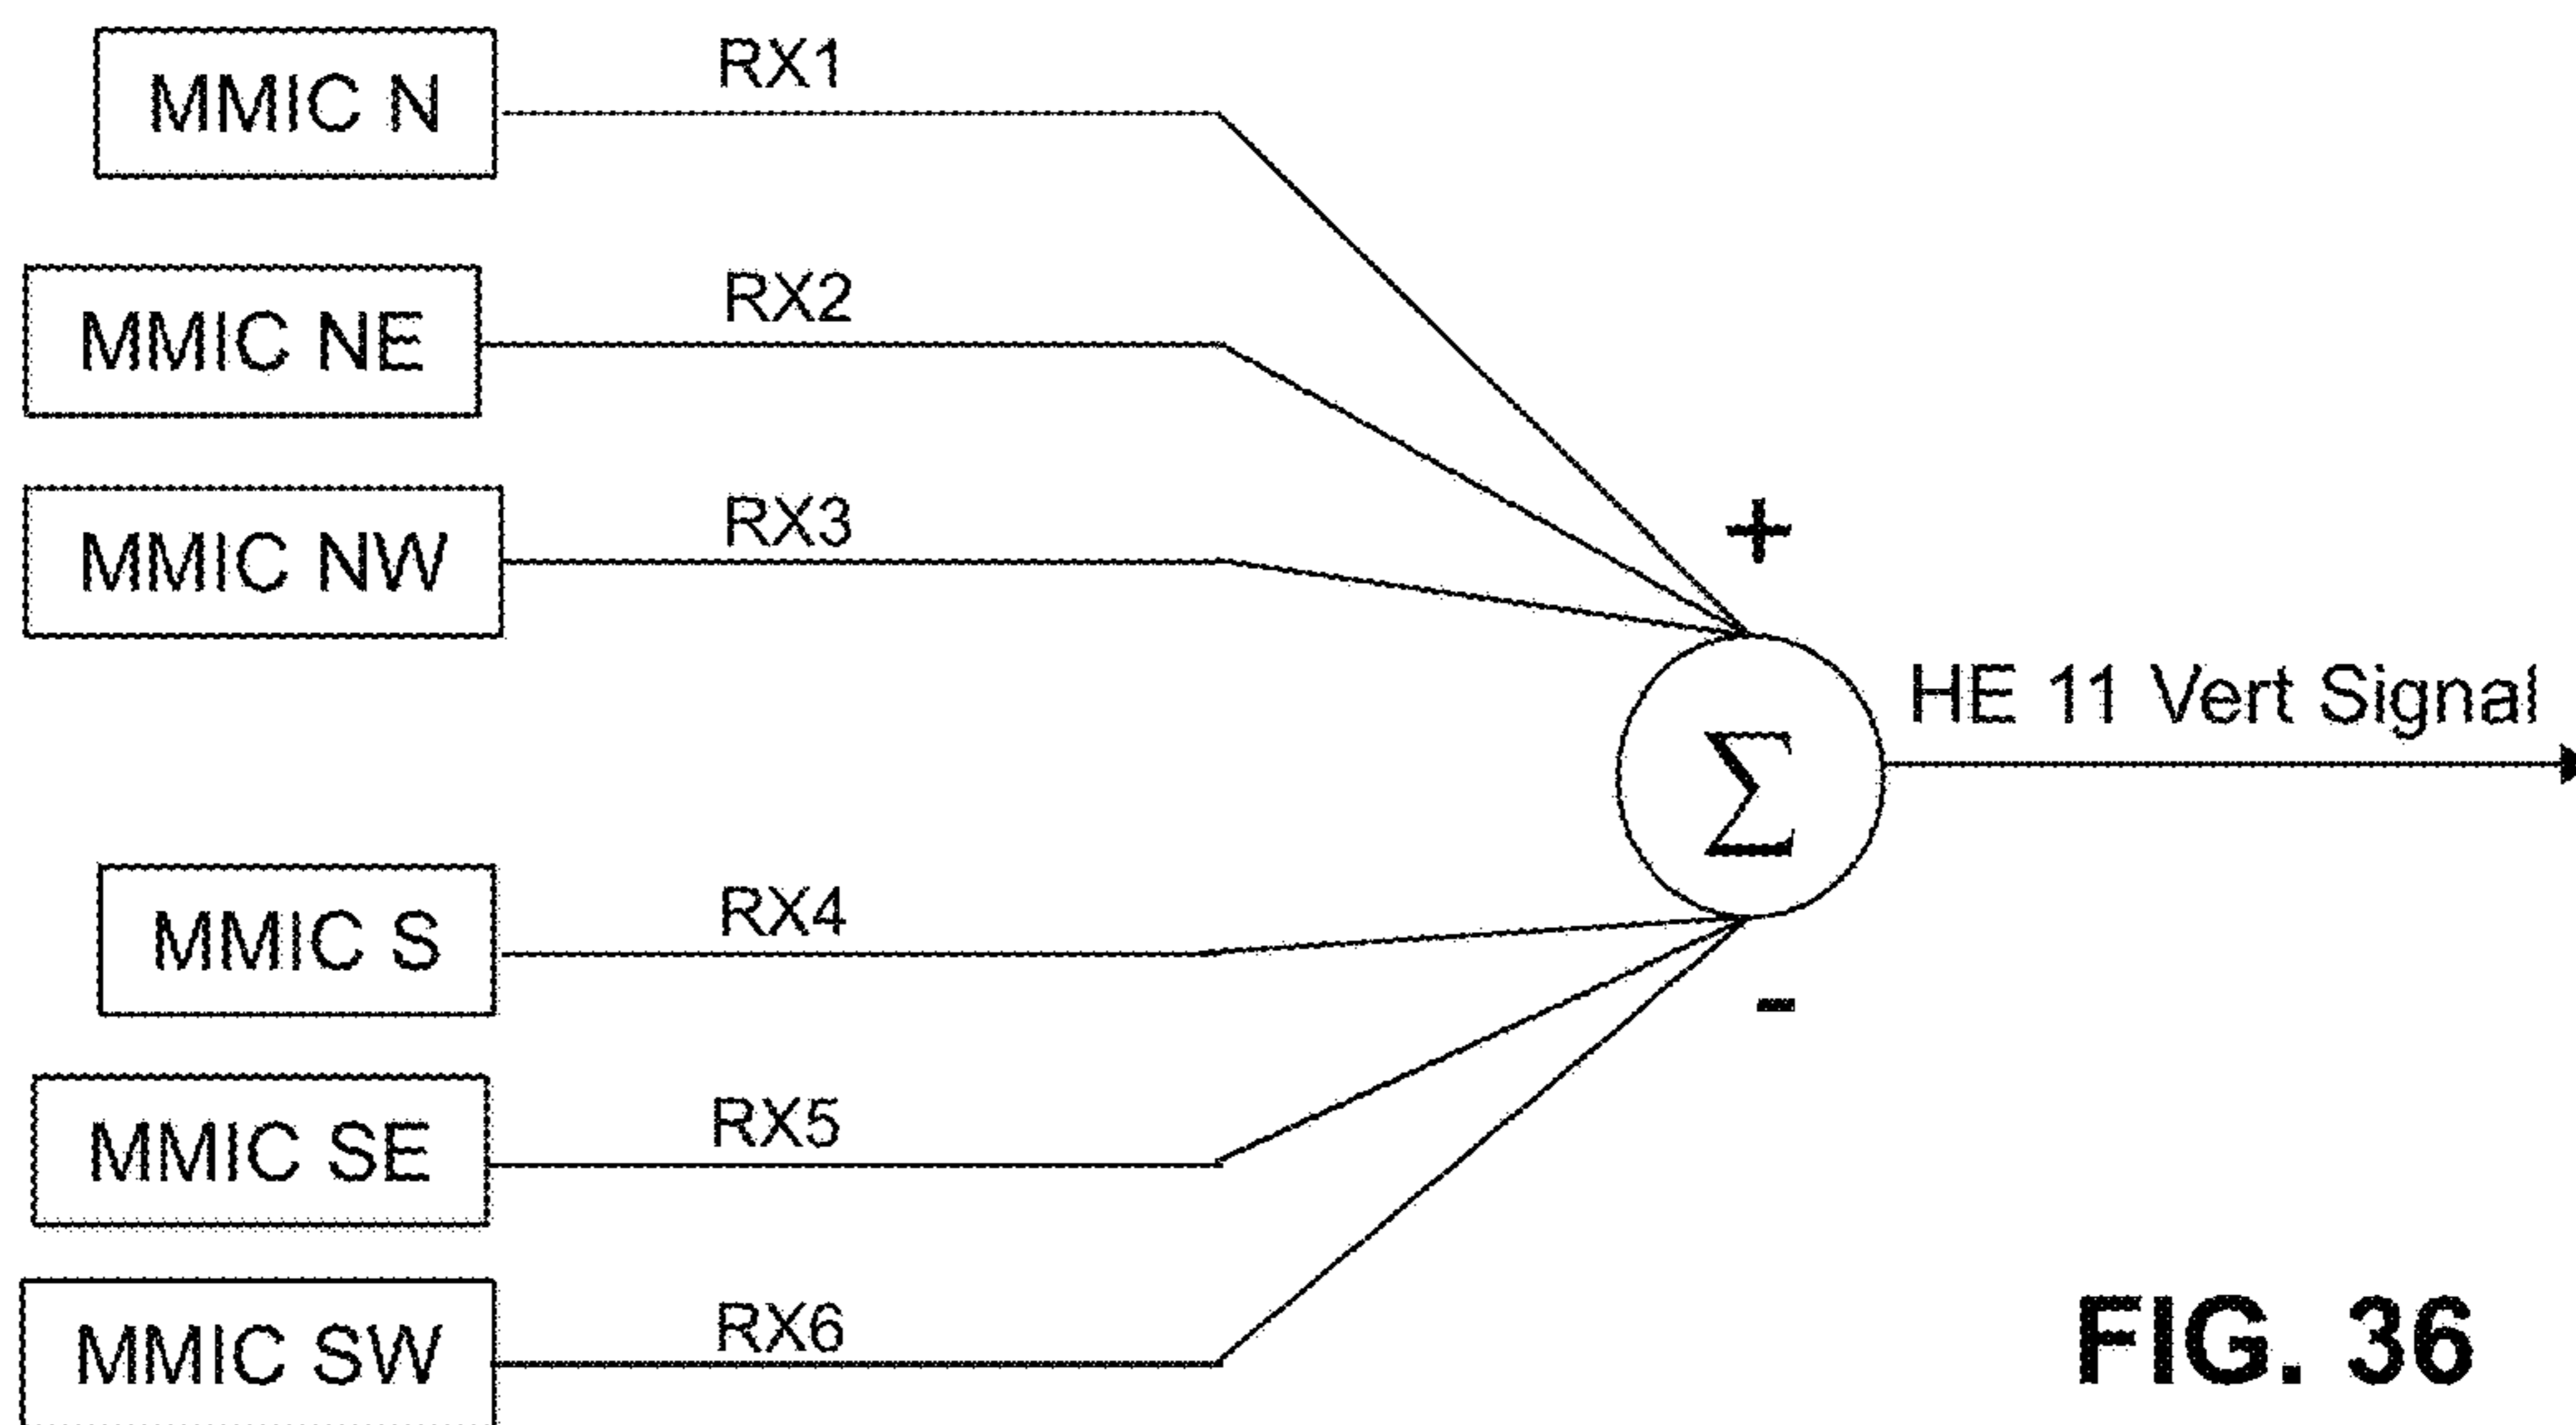 MMIC N
RX1
MMIC NE
RX2
MMIC NW
RX3
+
Σ
HE 11 Vert Signal
MMIC S
RX4
-
MMIC SE
RX5
MMIC SW
RX6
FIG. 36